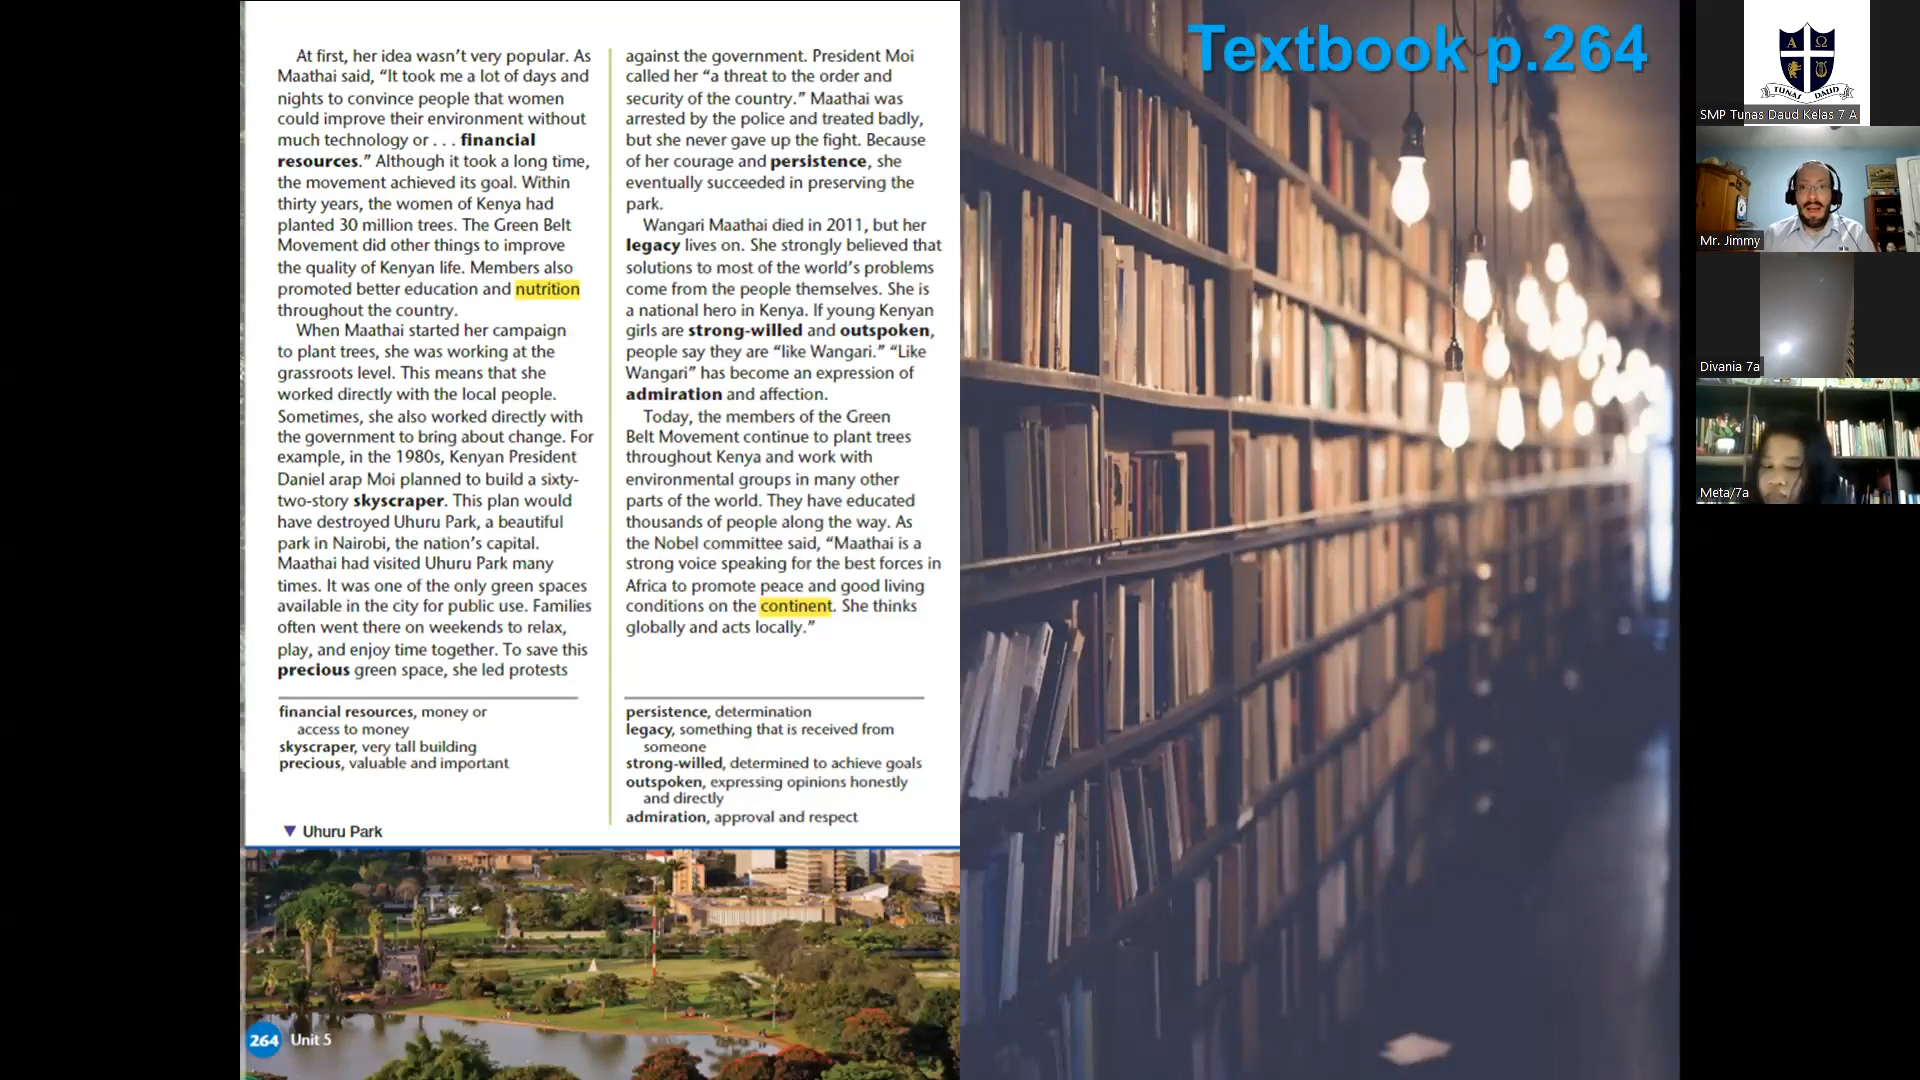 At first, her idea wasn’t very popular. As
Maathai said, “It took me a lot of days and
nights to convince people that women
could improve their environment without
much technology or . . . financial
resources.” Although it took a long time,
the movement achieved its goal. Within
thirty years, the women of Kenya had
planted 30 million trees. The Green Belt
Movement did other things to improve
the quality of Kenyan life. Members also
promoted better education and nutrition
throughout the country.
When Maathai started her campaign
to plant trees, she was working at the
grassroots level. This means that she
worked directly with the local people.
Sometimes, she also worked directly with
the government to bring about change. For
example, in the 1980s, Kenyan President
Daniel arap Moi planned to build a sixty-
two-story skyscraper. This plan would
have destroyed Uhuru Park, a beautiful
park in Nairobi, the nation’s capital.
Maathai had visited Uhuru Park many
times. It was one of the only green spaces
available in the city for public use. Families
often went there on weekends to relax,
play, and enjoy time together. To save this
precious green space, she led protests
financial resources, money or
access to money
skyscraper, very tall building
precious, valuable and important
▼ Uhuru Park
264 Unit 5
against the government. President Moi
called her “a threat to the order and
security of the country.” Maathai was
arrested by the police and treated badly,
but she never gave up the fight. Because
of her courage and persistence, she
eventually succeeded in preserving the
park.
Wangari Maathai died in 2011, but her
legacy lives on. She strongly believed that
solutions to most of the world’s problems
come from the people themselves. She is
a national hero in Kenya. If young Kenyan
girls are strong-willed and outspoken,
people say they are “like Wangari.” “Like
Wangari” has become an expression of
admiration and affection.
Today, the members of the Green
Belt Movement continue to plant trees
throughout Kenya and work with
environmental groups in many other
parts of the world. They have educated
thousands of people along the way. As
the Nobel committee said, “Maathai is a
strong voice speaking for the best forces in
Africa to promote peace and good living
conditions on the continent. She thinks
globally and acts locally.”
persistence, determination
legacy, something that is received from
someone
strong-willed, determined to achieve goals
outspoken, expressing opinions honestly
and directly
admiration, approval and respect
Textbook p.264
Α Ω
TUNAS DAUD
SMP Tunas Daud Kelas 7 A
Mr. Jimmy
Divania 7a
Meta/7a